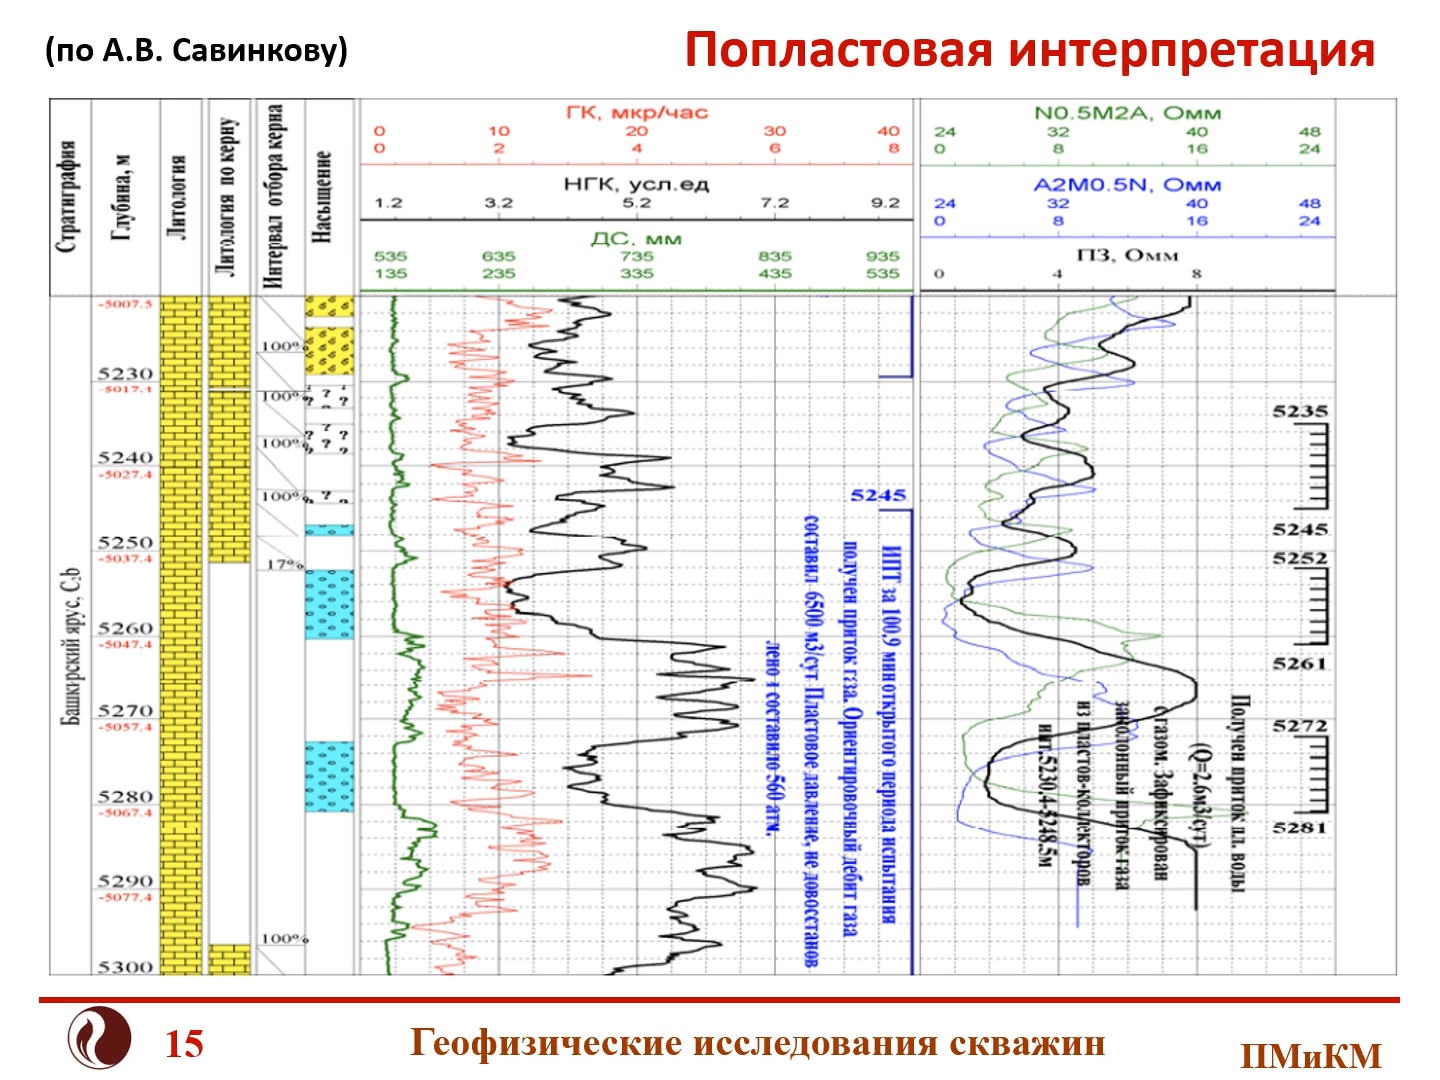 (по А.В. Савинкову)
Попластовая интерпретация
Стратиграфия
Глубина, м
Литология
Литология по керну
Интервал отбора керна
Насыщение
ГК, мкр/час
0 10 20 30 40
0 2 4 6 8
НГК, усл.ед
1.2 3.2 5.2 7.2 9.2
ДС, мм
535 635 735 835 935
135 235 335 435 535
N0.5M2A, Омм
24 32 40 48
0 8 16 24
A2M0.5N, Омм
24 32 40 48
0 8 16 24
ПЗ, Омм
0 4 8
Башкирский ярус, C2b
-5007.5
5230
-5017.4
5240
-5027.4
5250
-5037.4
5260
-5047.4
5270
-5057.4
5280
-5067.4
5290
-5077.4
5300
100%
100%
100%
100%
17%
100%
? ?
? ?
? ?
? ?
? ?
5245
ИПТ за 100.9 мин открытого периода испытания
получен приток газа. Ориентировочный дебит газа
составил 6500 м3/сут Пластовое давление, не довосстанов
лено и составило 560 атм.
5235
5245
5252
5261
5272
5281
Получен приток пл. воды
(Q=2,6м3/сут)
с газом. Зафиксирован
заколонный приток газа
из пластов-коллекторов
инт.5230,4-5248,5м
15
Геофизические исследования скважин
ПМиКМ